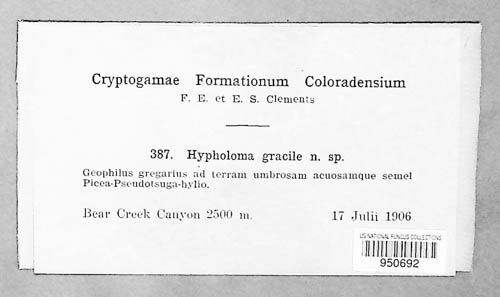 Cryptogamae Formationum Coloradensium
F. E. et E. S. Clements
387. Hypholoma gracile n. sp.
Geophilus gregarius ad terram umbrosam acuosamque semel
Picea-Pseudotsuga-hylio.
Bear Creek Canyon 2500 m. 17 Julii 1906
US NATIONAL FUNGUS COLLECTIONS
950692